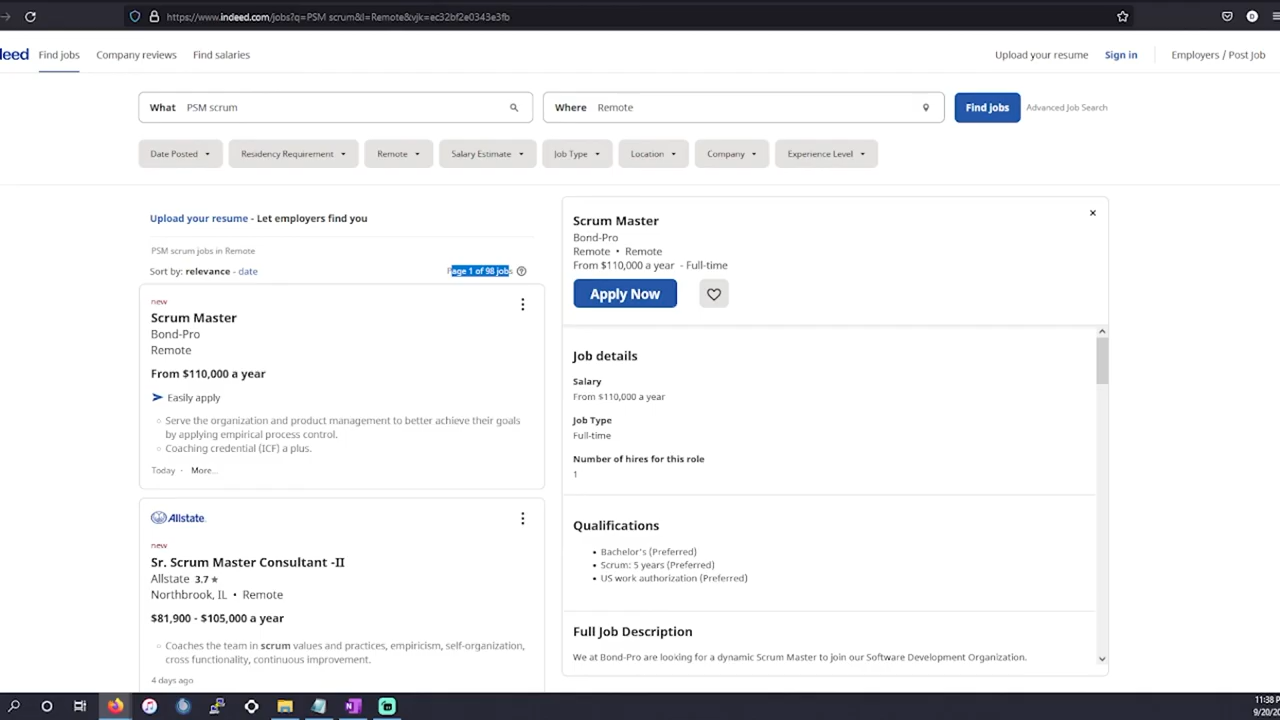 https://www.indeed.com/jobs?q=PSM scrum&l=Remote&vjk=ec32bf2e0343e3fb
deed Find jobs Company reviews Find salaries Upload your resume Sign in Employers / Post Job
What PSM scrum Where Remote Find jobs Advanced Job Search
Date Posted Residency Requirement Remote Salary Estimate Job Type Location Company Experience Level
Upload your resume - Let employers find you
PSM scrum jobs in Remote
Sort by: relevance - date Page 1 of 98 jobs
new
Scrum Master
Bond-Pro
Remote
From $110,000 a year
Easily apply
Serve the organization and product management to better achieve their goals
by applying empirical process control.
Coaching credential (ICF) a plus.
Today · More...
Allstate
new
Sr. Scrum Master Consultant -II
Allstate 3.7
Northbrook, IL • Remote
$81,900 - $105,000 a year
Coaches the team in scrum values and practices, empiricism, self-organization,
cross functionality, continuous improvement.
4 days ago
Scrum Master
Bond-Pro
Remote • Remote
From $110,000 a year - Full-time
Apply Now
Job details
Salary
From $110,000 a year
Job Type
Full-time
Number of hires for this role
1
Qualifications
• Bachelor's (Preferred)
• Scrum: 5 years (Preferred)
• US work authorization (Preferred)
Full Job Description
We at Bond-Pro are looking for a dynamic Scrum Master to join our Software Development Organization.
11:38 P
9/20/20